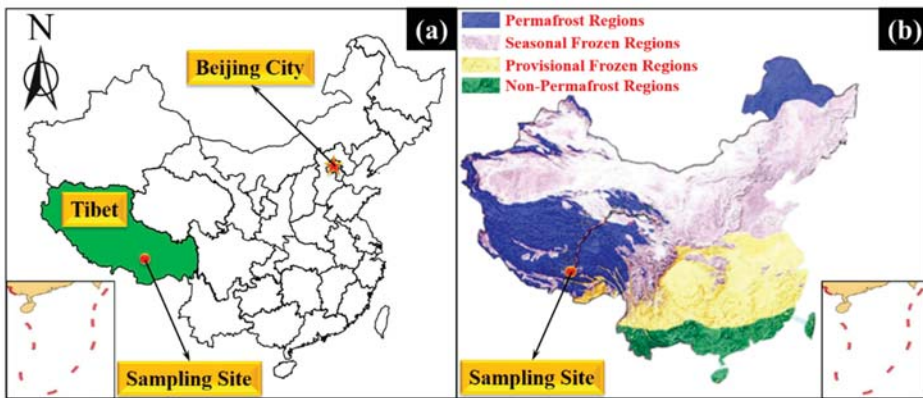 N
(a)
Beijing City
Tibet
Sampling Site
Permafrost Regions
(b)
Seasonal Frozen Regions
Provisional Frozen Regions
Non-Permafrost Regions
Sampling Site